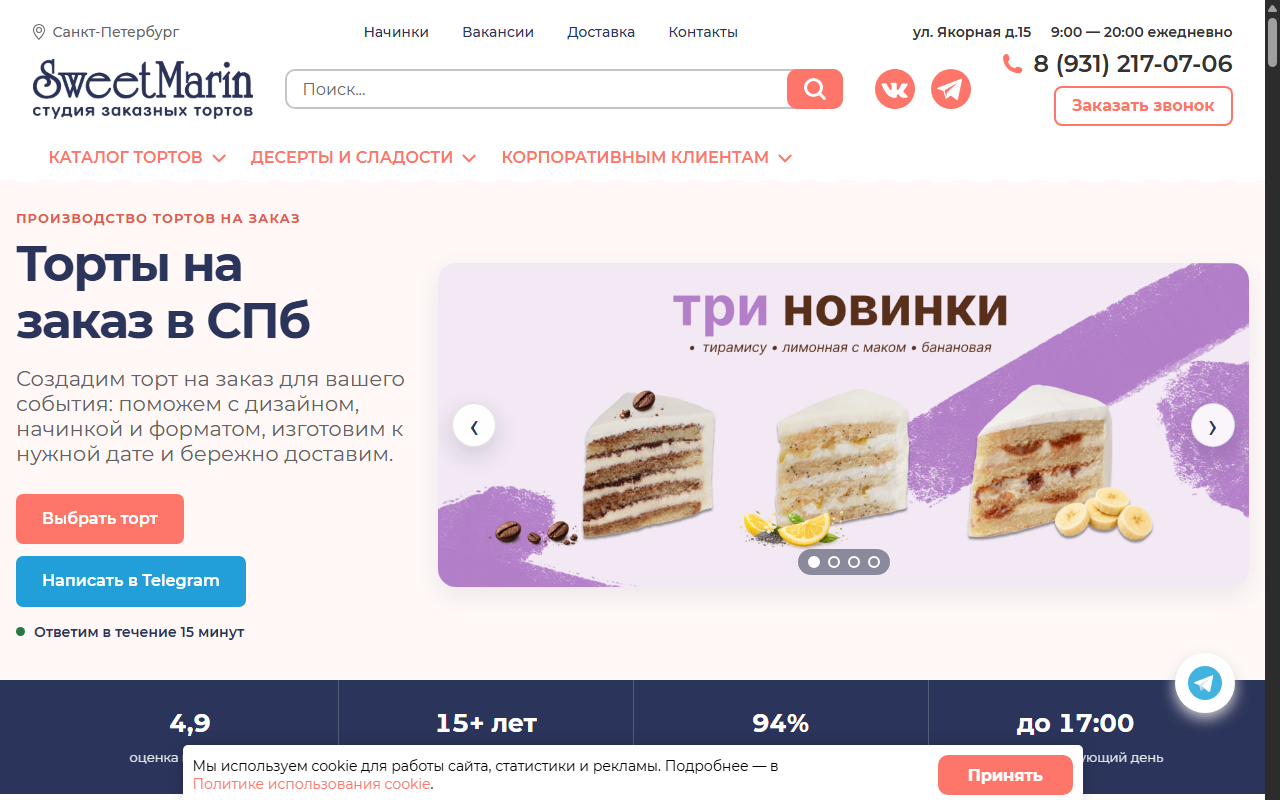 Санкт-Петербург
Начинки
Вакансии
Доставка
Контакты
ул. Якорная д.15
9:00 — 20:00 ежедневно
SweetMarin
студия заказных тортов
Поиск...
8 (931) 217-07-06
Заказать звонок
КАТАЛОГ ТОРТОВ
ДЕСЕРТЫ И СЛАДОСТИ
КОРПОРАТИВНЫМ КЛИЕНТАМ
ПРОИЗВОДСТВО ТОРТОВ НА ЗАКАЗ
Торты на
заказ в СПб
Создадим торт на заказ для вашего
события: поможем с дизайном,
начинкой и форматом, изготовим к
нужной дате и бережно доставим.
Выбрать торт
Написать в Telegram
Ответим в течение 15 минут
три новинки
• тирамису • лимонная с маком • банановая
4,9
15+ лет
94%
до 17:00
оценка
день
Мы используем cookie для работы сайта, статистики и рекламы. Подробнее — в
Политике использования cookie.
Принять